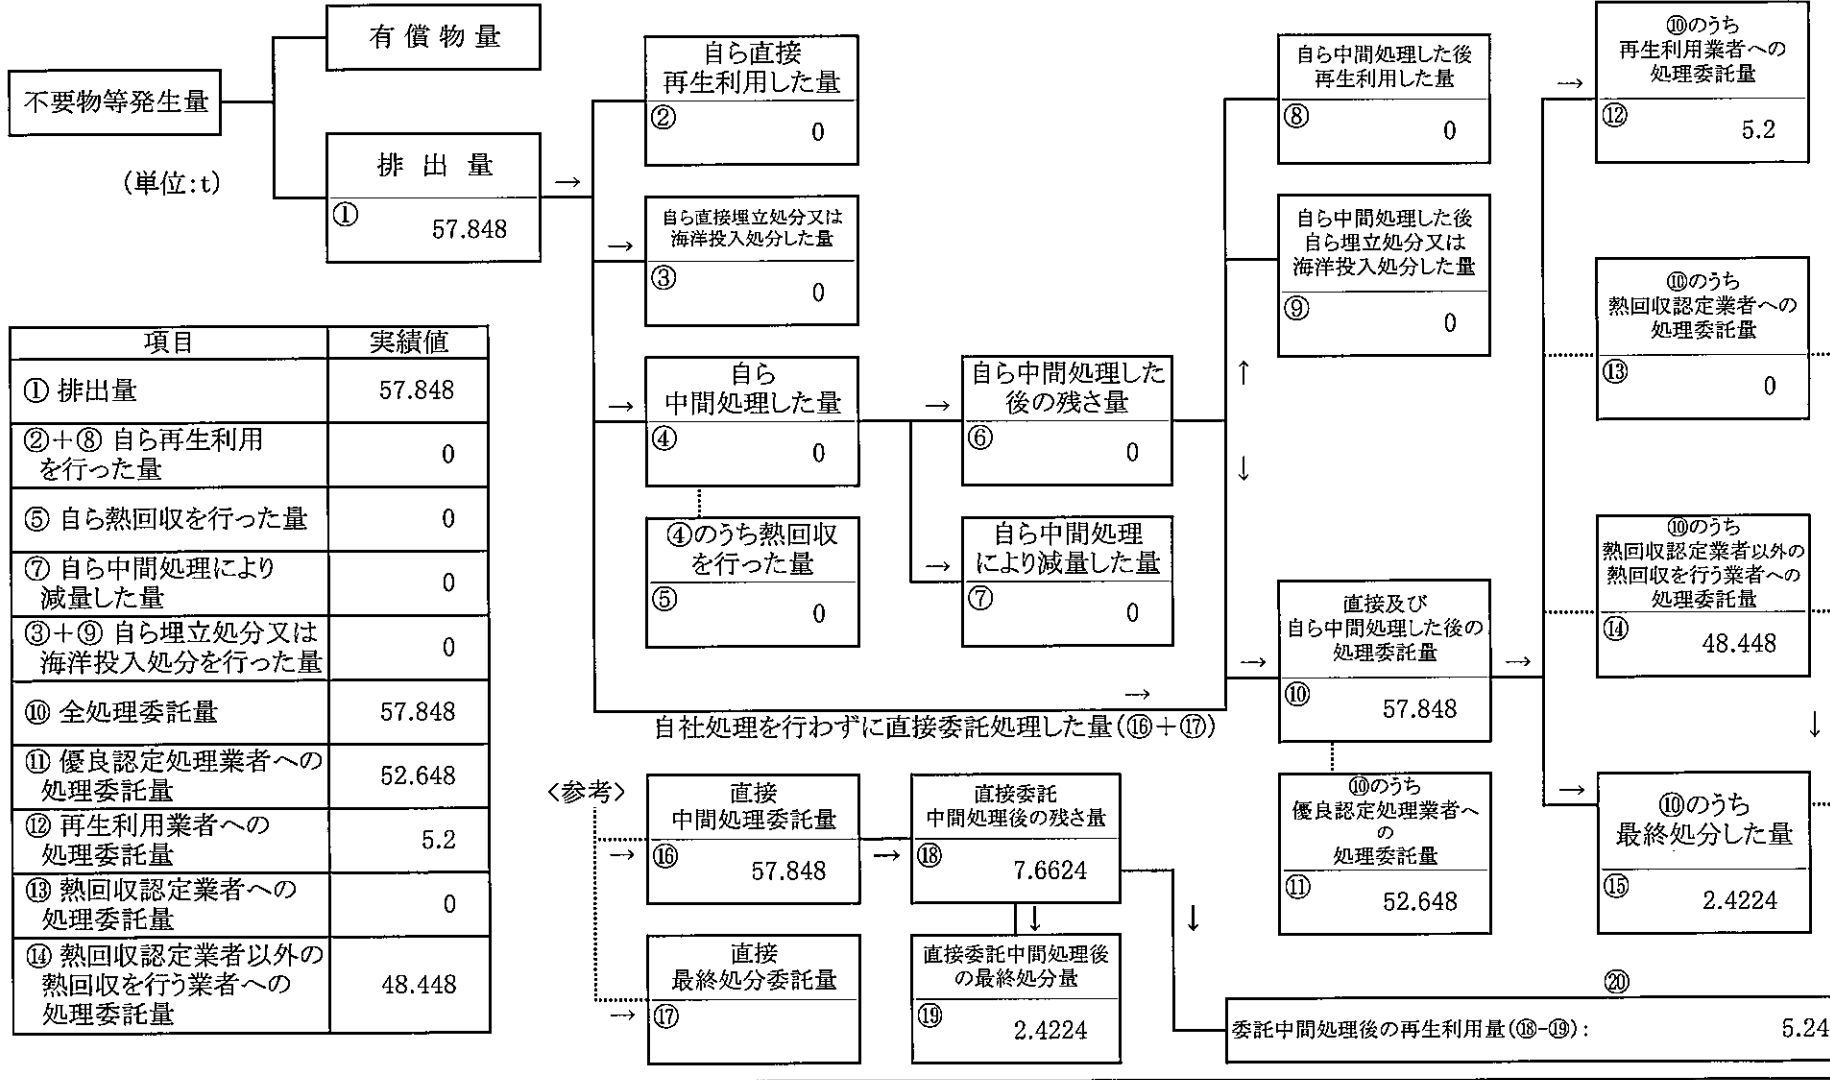 不要物等発生量
(単位:t)
有償物量
排出量
① 57.848
自ら直接
再生利用した量
② 0
自ら直接埋立処分又は
海洋投入処分した量
③ 0
自ら
中間処理した量
④ 0
④のうち熱回収
を行った量
⑤ 0
自ら中間処理した
後の残さ量
⑥ 0
自ら中間処理
により減量した量
⑦ 0
自ら中間処理した後
再生利用した量
⑧ 0
自ら中間処理した後
自ら埋立処分又は
海洋投入処分した量
⑨ 0
直接及び
自ら中間処理した後の
処理委託量
⑩ 57.848
⑩のうち
優良認定処理業者へ
の
処理委託量
⑪ 52.648
⑩のうち
再生利用業者への
処理委託量
⑫ 5.2
⑩のうち
熱回収認定業者への
処理委託量
⑬ 0
⑩のうち
熱回収認定業者以外の
熱回収を行う業者への
処理委託量
⑭ 48.448
⑩のうち
最終処分した量
⑮ 2.4224
自社処理を行わずに直接委託処理した量(⑯+⑰)
<参考>
直接
中間処理委託量
⑯ 57.848
直接
最終処分委託量
⑰
直接委託
中間処理後の残さ量
⑱ 7.6624
直接委託中間処理後
の最終処分量
⑲ 2.4224
⑳
委託中間処理後の再生利用量(⑱-⑲): 5.24
項目 実績値
① 排出量 57.848
②+⑧ 自ら再生利用
を行った量 0
⑤ 自ら熱回収を行った量 0
⑦ 自ら中間処理により
減量した量 0
③+⑨ 自ら埋立処分又は
海洋投入処分を行った量 0
⑩ 全処理委託量 57.848
⑪ 優良認定処理業者への
処理委託量 52.648
⑫ 再生利用業者への
処理委託量 5.2
⑬ 熱回収認定業者への
処理委託量 0
⑭ 熱回収認定業者以外の
熱回収を行う業者への
処理委託量 48.448